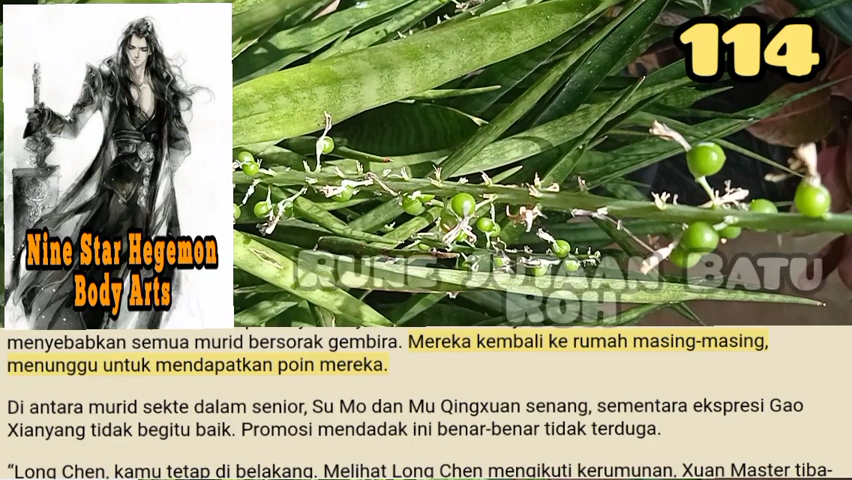 114
Nine Star Hegemon
Body Arts
RUNE JUTAAN BATU
ROH
menyebabkan semua murid bersorak gembira. Mereka kembali ke rumah masing-masing,
menunggu untuk mendapatkan poin mereka.
Di antara murid sekte dalam senior, Su Mo dan Mu Qingxuan senang, sementara ekspresi Gao
Xianyang tidak begitu baik. Promosi mendadak ini benar-benar tidak terduga.
“Long Chen, kamu tetap di belakang. Melihat Long Chen mengikuti kerumunan, Xuan Master tiba-